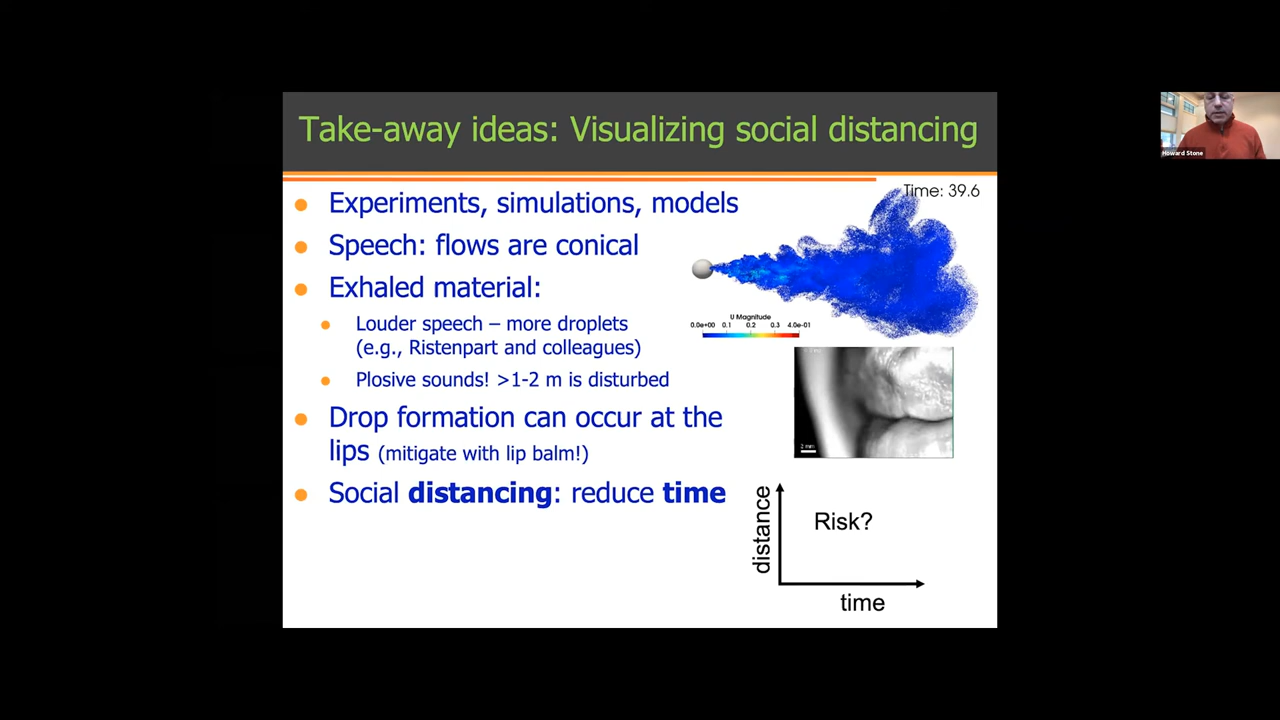 Take-away ideas: Visualizing social distancing
Experiments, simulations, models
Speech: flows are conical
Exhaled material:
Louder speech – more droplets
(e.g., Ristenpart and colleagues)
Plosive sounds! >1-2 m is disturbed
Drop formation can occur at the
lips (mitigate with lip balm!)
Social distancing: reduce time
Time: 39.6
U Magnitude
0.0e+00 0.1 0.2 0.3 4.0e-01
2 mm
distance
Risk?
time
Howard Stone